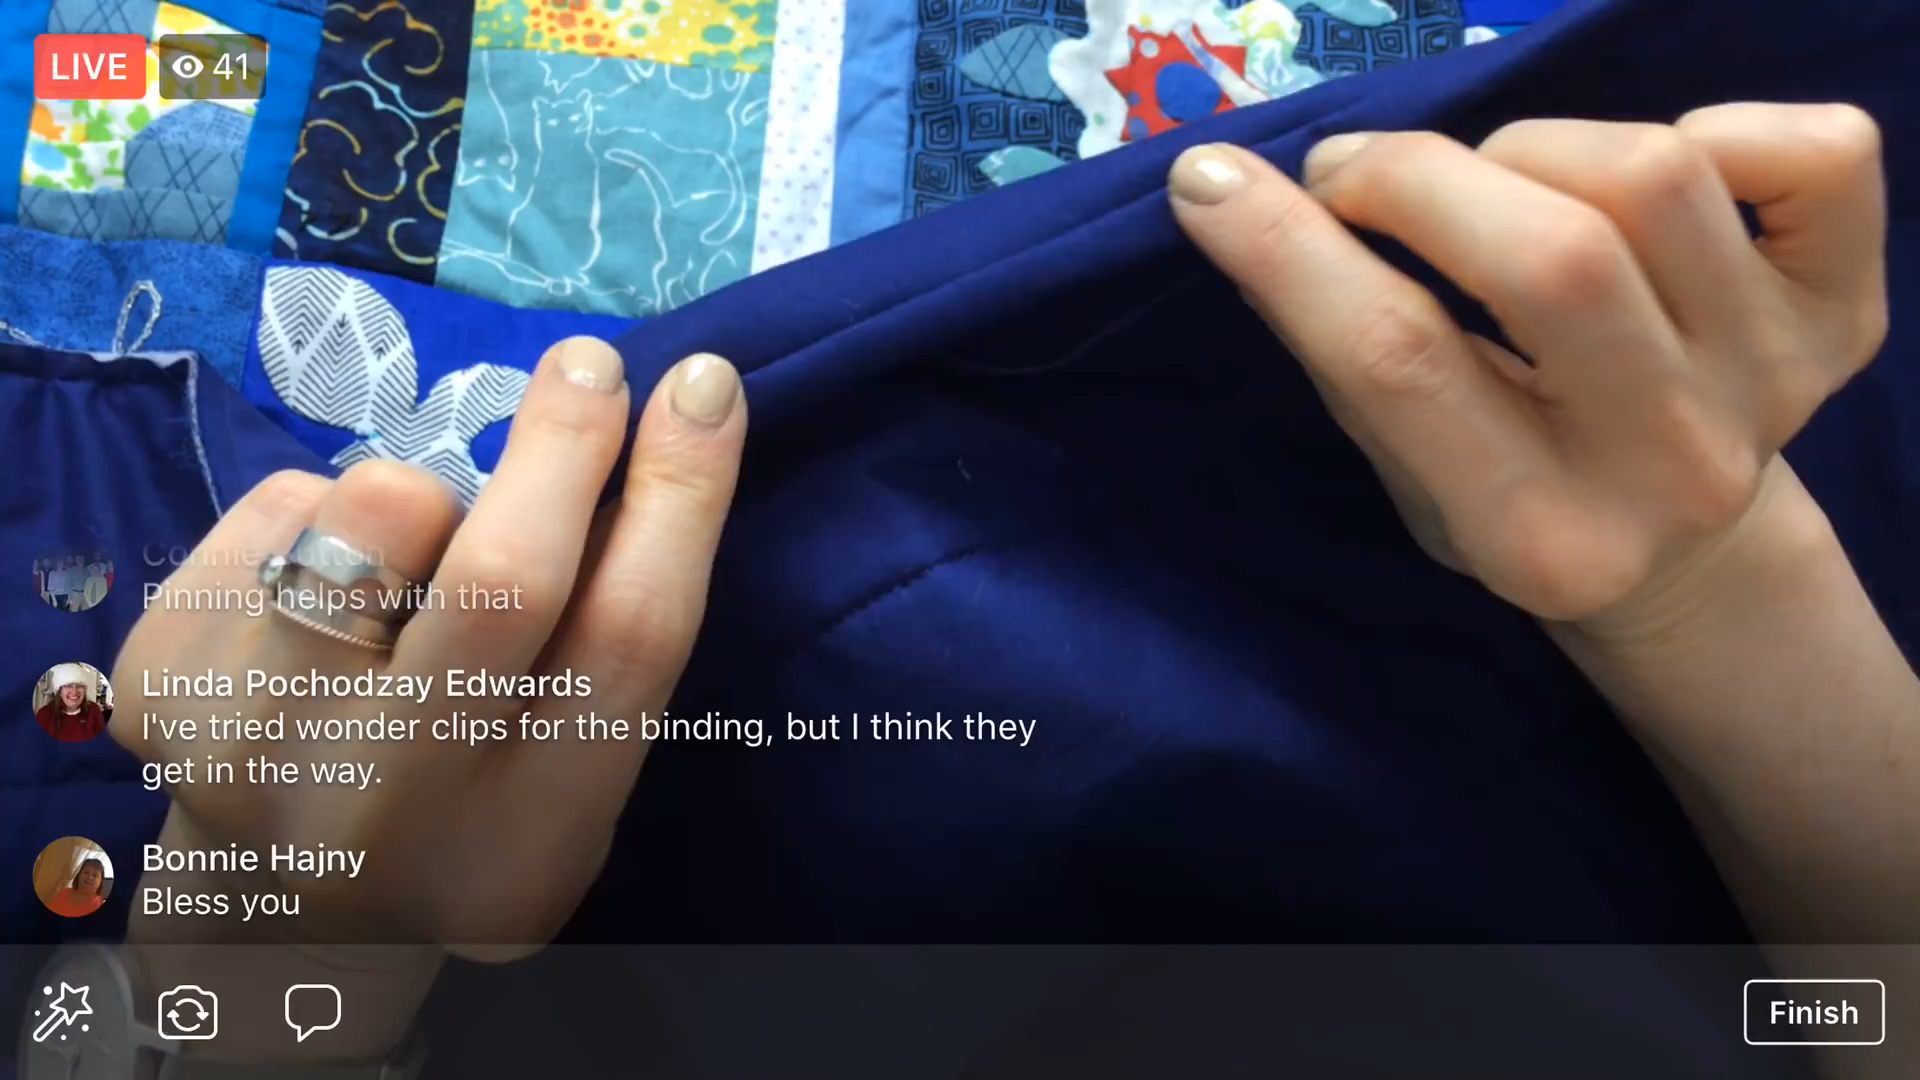 LIVE 41
Pinning helps with that
Linda Pochodzay Edwards
I've tried wonder clips for the binding, but I think they
get in the way.
Bonnie Hajny
Bless you
Finish